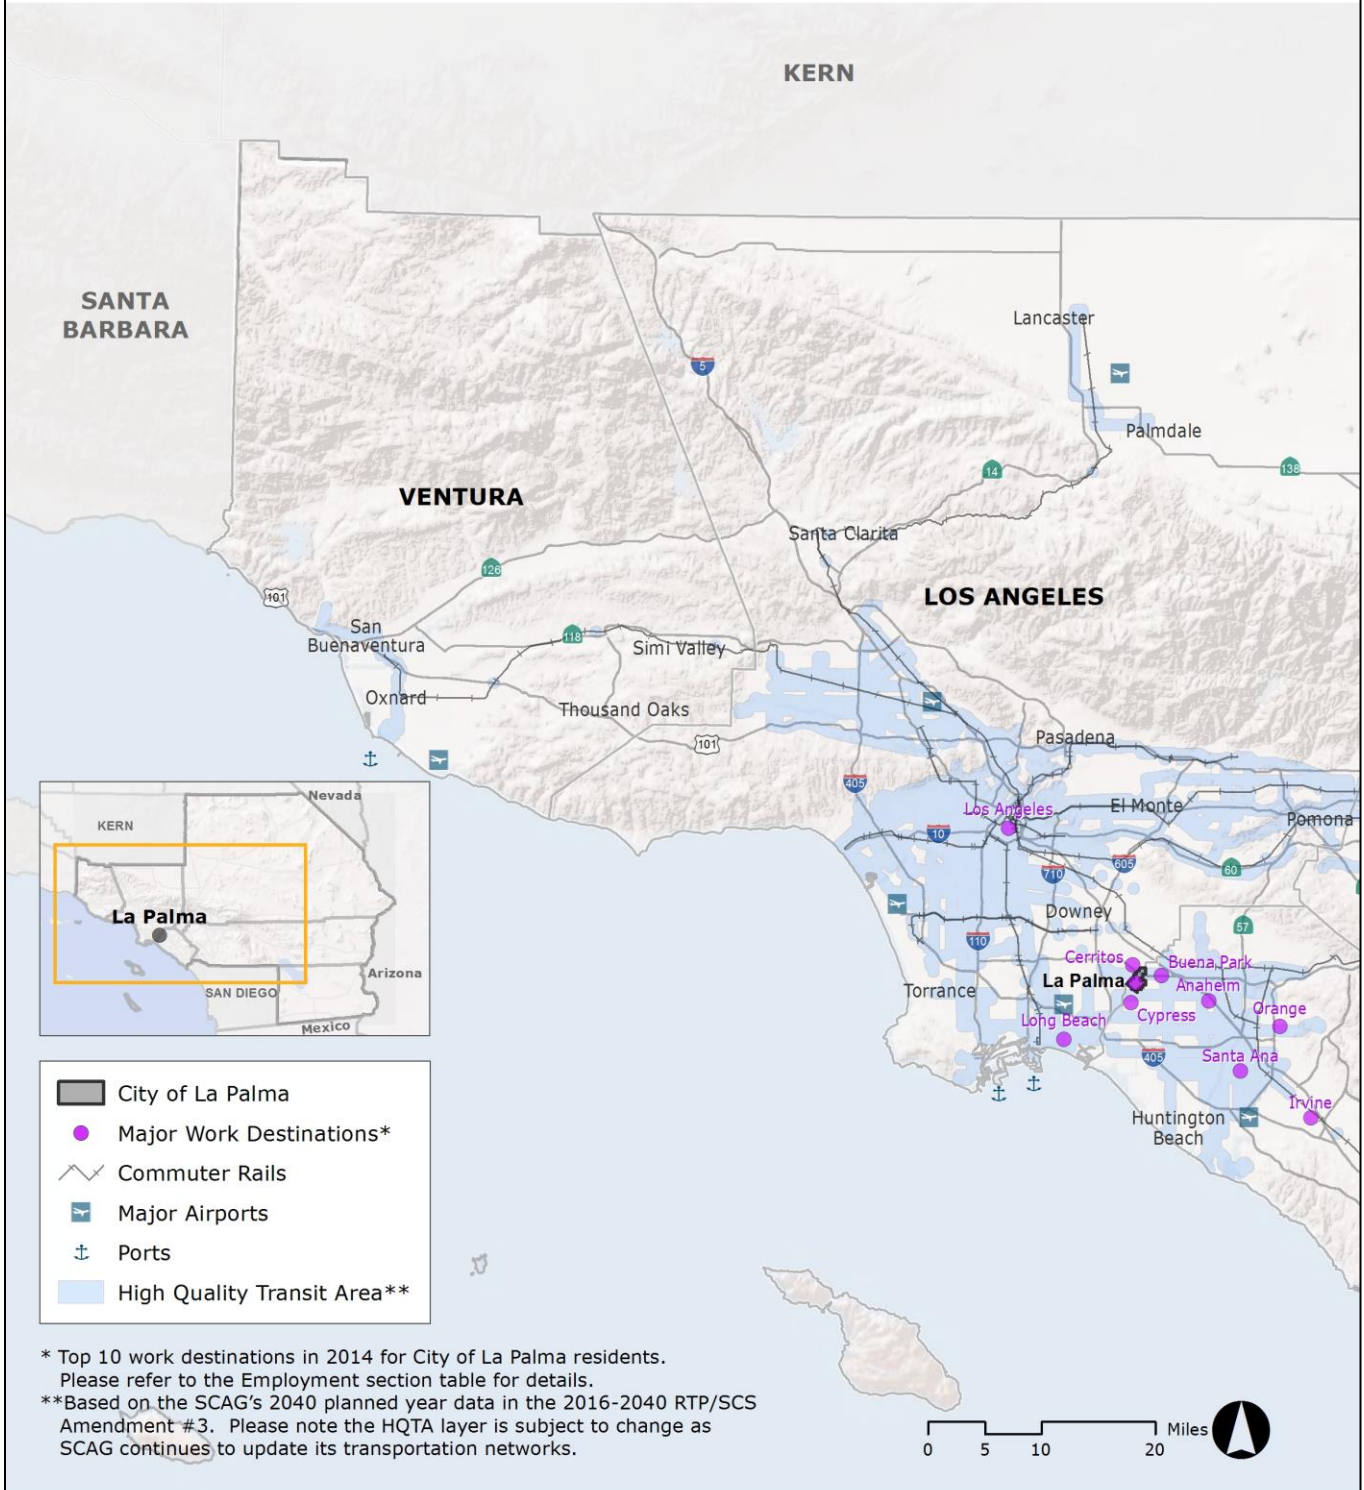 KERN
SANTA
BARBARA
Lancaster
5
Palmdale
14
138
VENTURA
Santa Clarita
126
LOS ANGELES
101
San
Buenaventura
118
Simi Valley
Oxnard
Thousand Oaks
101
Pasadena
405
Los Angeles
El Monte
Pomona
10
605
710
60
Downey
57
110
Cerritos
Buena Park
La Palma
Anaheim
Torrance
Long Beach
Cypress
Orange
405
Santa Ana
Irvine
Huntington
Beach
Nevada
KERN
La Palma
Arizona
SAN DIEGO
Mexico
City of La Palma
Major Work Destinations*
Commuter Rails
Major Airports
Ports
High Quality Transit Area**
* Top 10 work destinations in 2014 for City of La Palma residents.
Please refer to the Employment section table for details.
**Based on the SCAG's 2040 planned year data in the 2016-2040 RTP/SCS
Amendment #3. Please note the HQTA layer is subject to change as
SCAG continues to update its transportation networks.
0 5 10 20 Miles